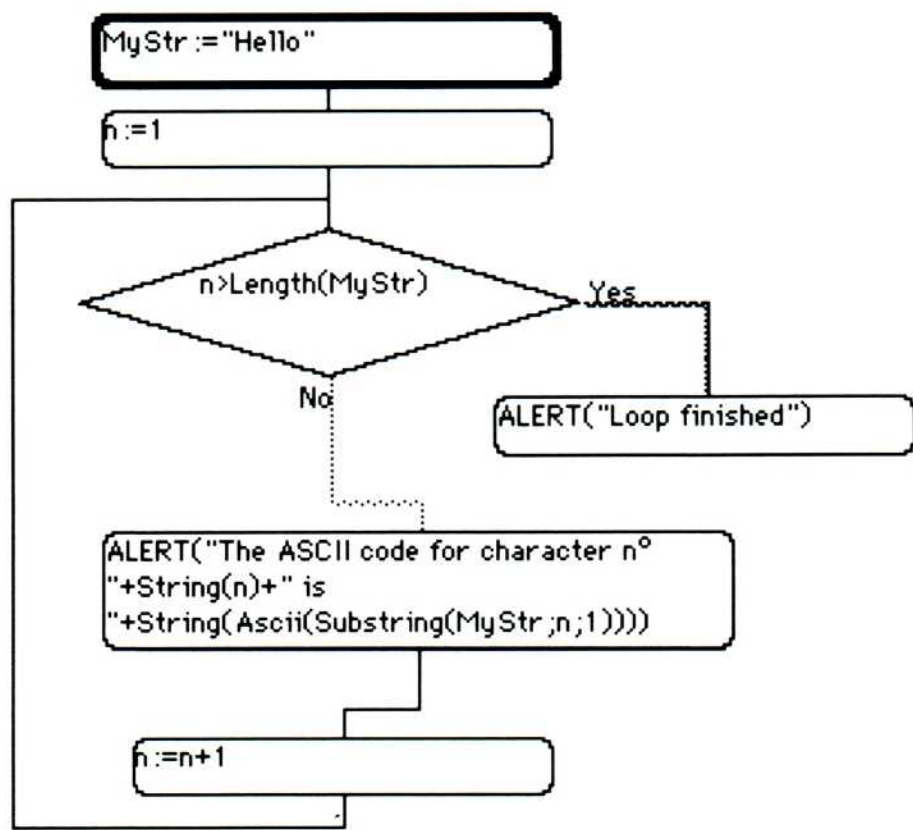 MyStr:="Hello"
n:=1
n>Length(MyStr)
Yes
No
ALERT("Loop finished")
ALERT("The ASCII code for character n°
"+String(n)+" is
"+String(Ascii(Substring(MyStr;n;1))))
n:=n+1